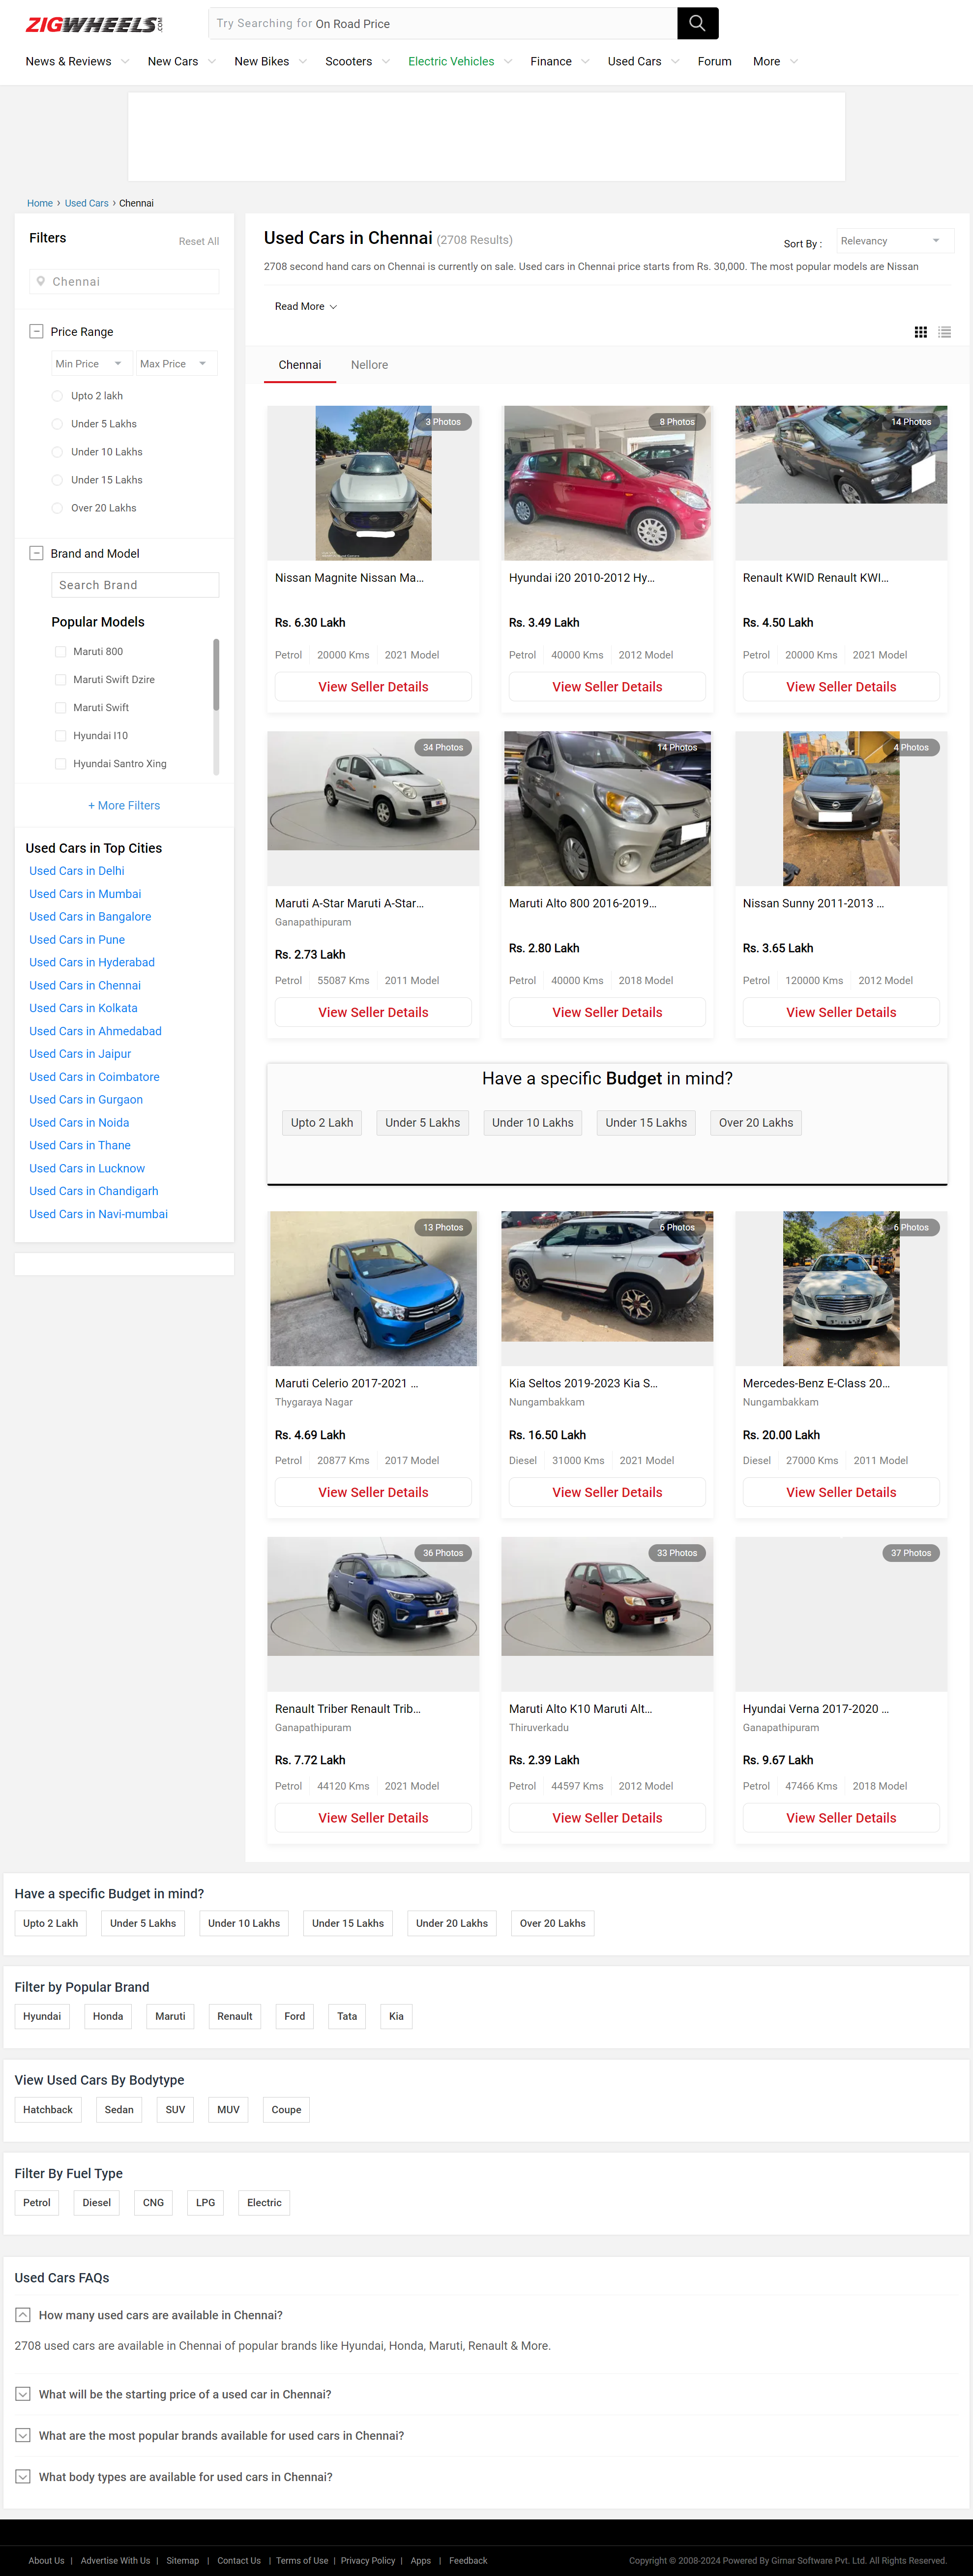 ZIGWHEELS.COM
Try Searching for On Road Price
News & Reviews New Cars New Bikes Scooters Electric Vehicles Finance Used Cars Forum More
Home › Used Cars › Chennai
Filters
Reset All
Chennai
Price Range
Min Price Max Price
Upto 2 lakh
Under 5 Lakhs
Under 10 Lakhs
Under 15 Lakhs
Over 20 Lakhs
Brand and Model
Search Brand
Popular Models
Maruti 800
Maruti Swift Dzire
Maruti Swift
Hyundai I10
Hyundai Santro Xing
+ More Filters
Used Cars in Top Cities
Used Cars in Delhi
Used Cars in Mumbai
Used Cars in Bangalore
Used Cars in Pune
Used Cars in Hyderabad
Used Cars in Chennai
Used Cars in Kolkata
Used Cars in Ahmedabad
Used Cars in Jaipur
Used Cars in Coimbatore
Used Cars in Gurgaon
Used Cars in Noida
Used Cars in Thane
Used Cars in Lucknow
Used Cars in Chandigarh
Used Cars in Navi-mumbai
Used Cars in Chennai (2708 Results)
Sort By : Relevancy
2708 second hand cars on Chennai is currently on sale. Used cars in Chennai price starts from Rs. 30,000. The most popular models are Nissan
Read More
Chennai Nellore
3 Photos 8 Photos 14 Photos
Nissan Magnite Nissan Ma... Hyundai i20 2010-2012 Hy... Renault KWID Renault KWI...
Rs. 6.30 Lakh Rs. 3.49 Lakh Rs. 4.50 Lakh
Petrol 20000 Kms 2021 Model Petrol 40000 Kms 2012 Model Petrol 20000 Kms 2021 Model
View Seller Details View Seller Details View Seller Details
34 Photos 14 Photos 4 Photos
Maruti A-Star Maruti A-Star... Maruti Alto 800 2016-2019... Nissan Sunny 2011-2013 ...
Ganapathipuram
Rs. 2.73 Lakh Rs. 2.80 Lakh Rs. 3.65 Lakh
Petrol 55087 Kms 2011 Model Petrol 40000 Kms 2018 Model Petrol 120000 Kms 2012 Model
View Seller Details View Seller Details View Seller Details
Have a specific Budget in mind?
Upto 2 Lakh Under 5 Lakhs Under 10 Lakhs Under 15 Lakhs Over 20 Lakhs
13 Photos 6 Photos 6 Photos
Maruti Celerio 2017-2021 ... Kia Seltos 2019-2023 Kia S... Mercedes-Benz E-Class 20...
Thygaraya Nagar Nungambakkam Nungambakkam
Rs. 4.69 Lakh Rs. 16.50 Lakh Rs. 20.00 Lakh
Petrol 20877 Kms 2017 Model Diesel 31000 Kms 2021 Model Diesel 27000 Kms 2011 Model
View Seller Details View Seller Details View Seller Details
36 Photos 33 Photos 37 Photos
Renault Triber Renault Trib... Maruti Alto K10 Maruti Alt... Hyundai Verna 2017-2020 ...
Ganapathipuram Thiruverkadu Ganapathipuram
Rs. 7.72 Lakh Rs. 2.39 Lakh Rs. 9.67 Lakh
Petrol 44120 Kms 2021 Model Petrol 44597 Kms 2012 Model Petrol 47466 Kms 2018 Model
View Seller Details View Seller Details View Seller Details
Have a specific Budget in mind?
Upto 2 Lakh Under 5 Lakhs Under 10 Lakhs Under 15 Lakhs Under 20 Lakhs Over 20 Lakhs
Filter by Popular Brand
Hyundai Honda Maruti Renault Ford Tata Kia
View Used Cars By Bodytype
Hatchback Sedan SUV MUV Coupe
Filter By Fuel Type
Petrol Diesel CNG LPG Electric
Used Cars FAQs
How many used cars are available in Chennai?
2708 used cars are available in Chennai of popular brands like Hyundai, Honda, Maruti, Renault & More.
What will be the starting price of a used car in Chennai?
What are the most popular brands available for used cars in Chennai?
What body types are available for used cars in Chennai?
About Us | Advertise With Us | Sitemap | Contact Us | Terms of Use | Privacy Policy | Apps | Feedback
Copyright © 2008-2024 Powered By Girnar Software Pvt. Ltd. All Rights Reserved.